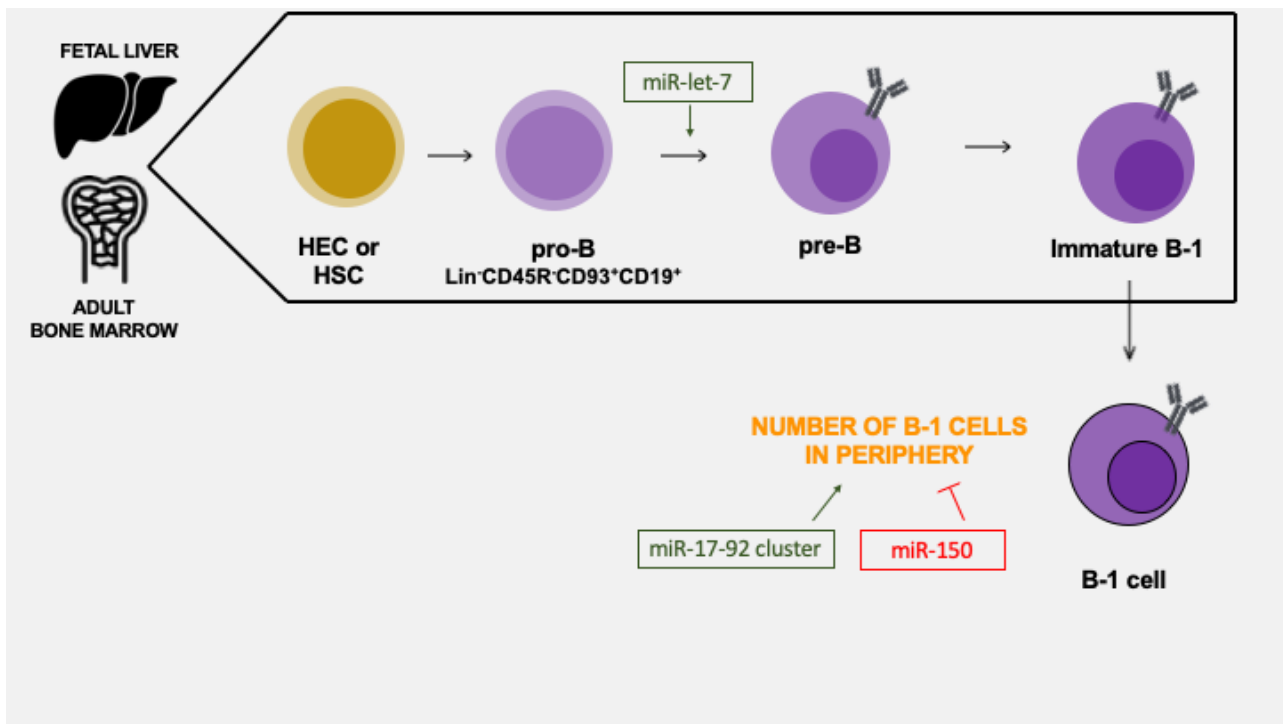 FETAL LIVER
ADULT
BONE MARROW
miR-let-7
HEC or
HSC
pro-B
Lin⁻CD45R⁻CD93⁺CD19⁺
pre-B
Immature B-1
NUMBER OF B-1 CELLS
IN PERIPHERY
miR-17-92 cluster
miR-150
B-1 cell